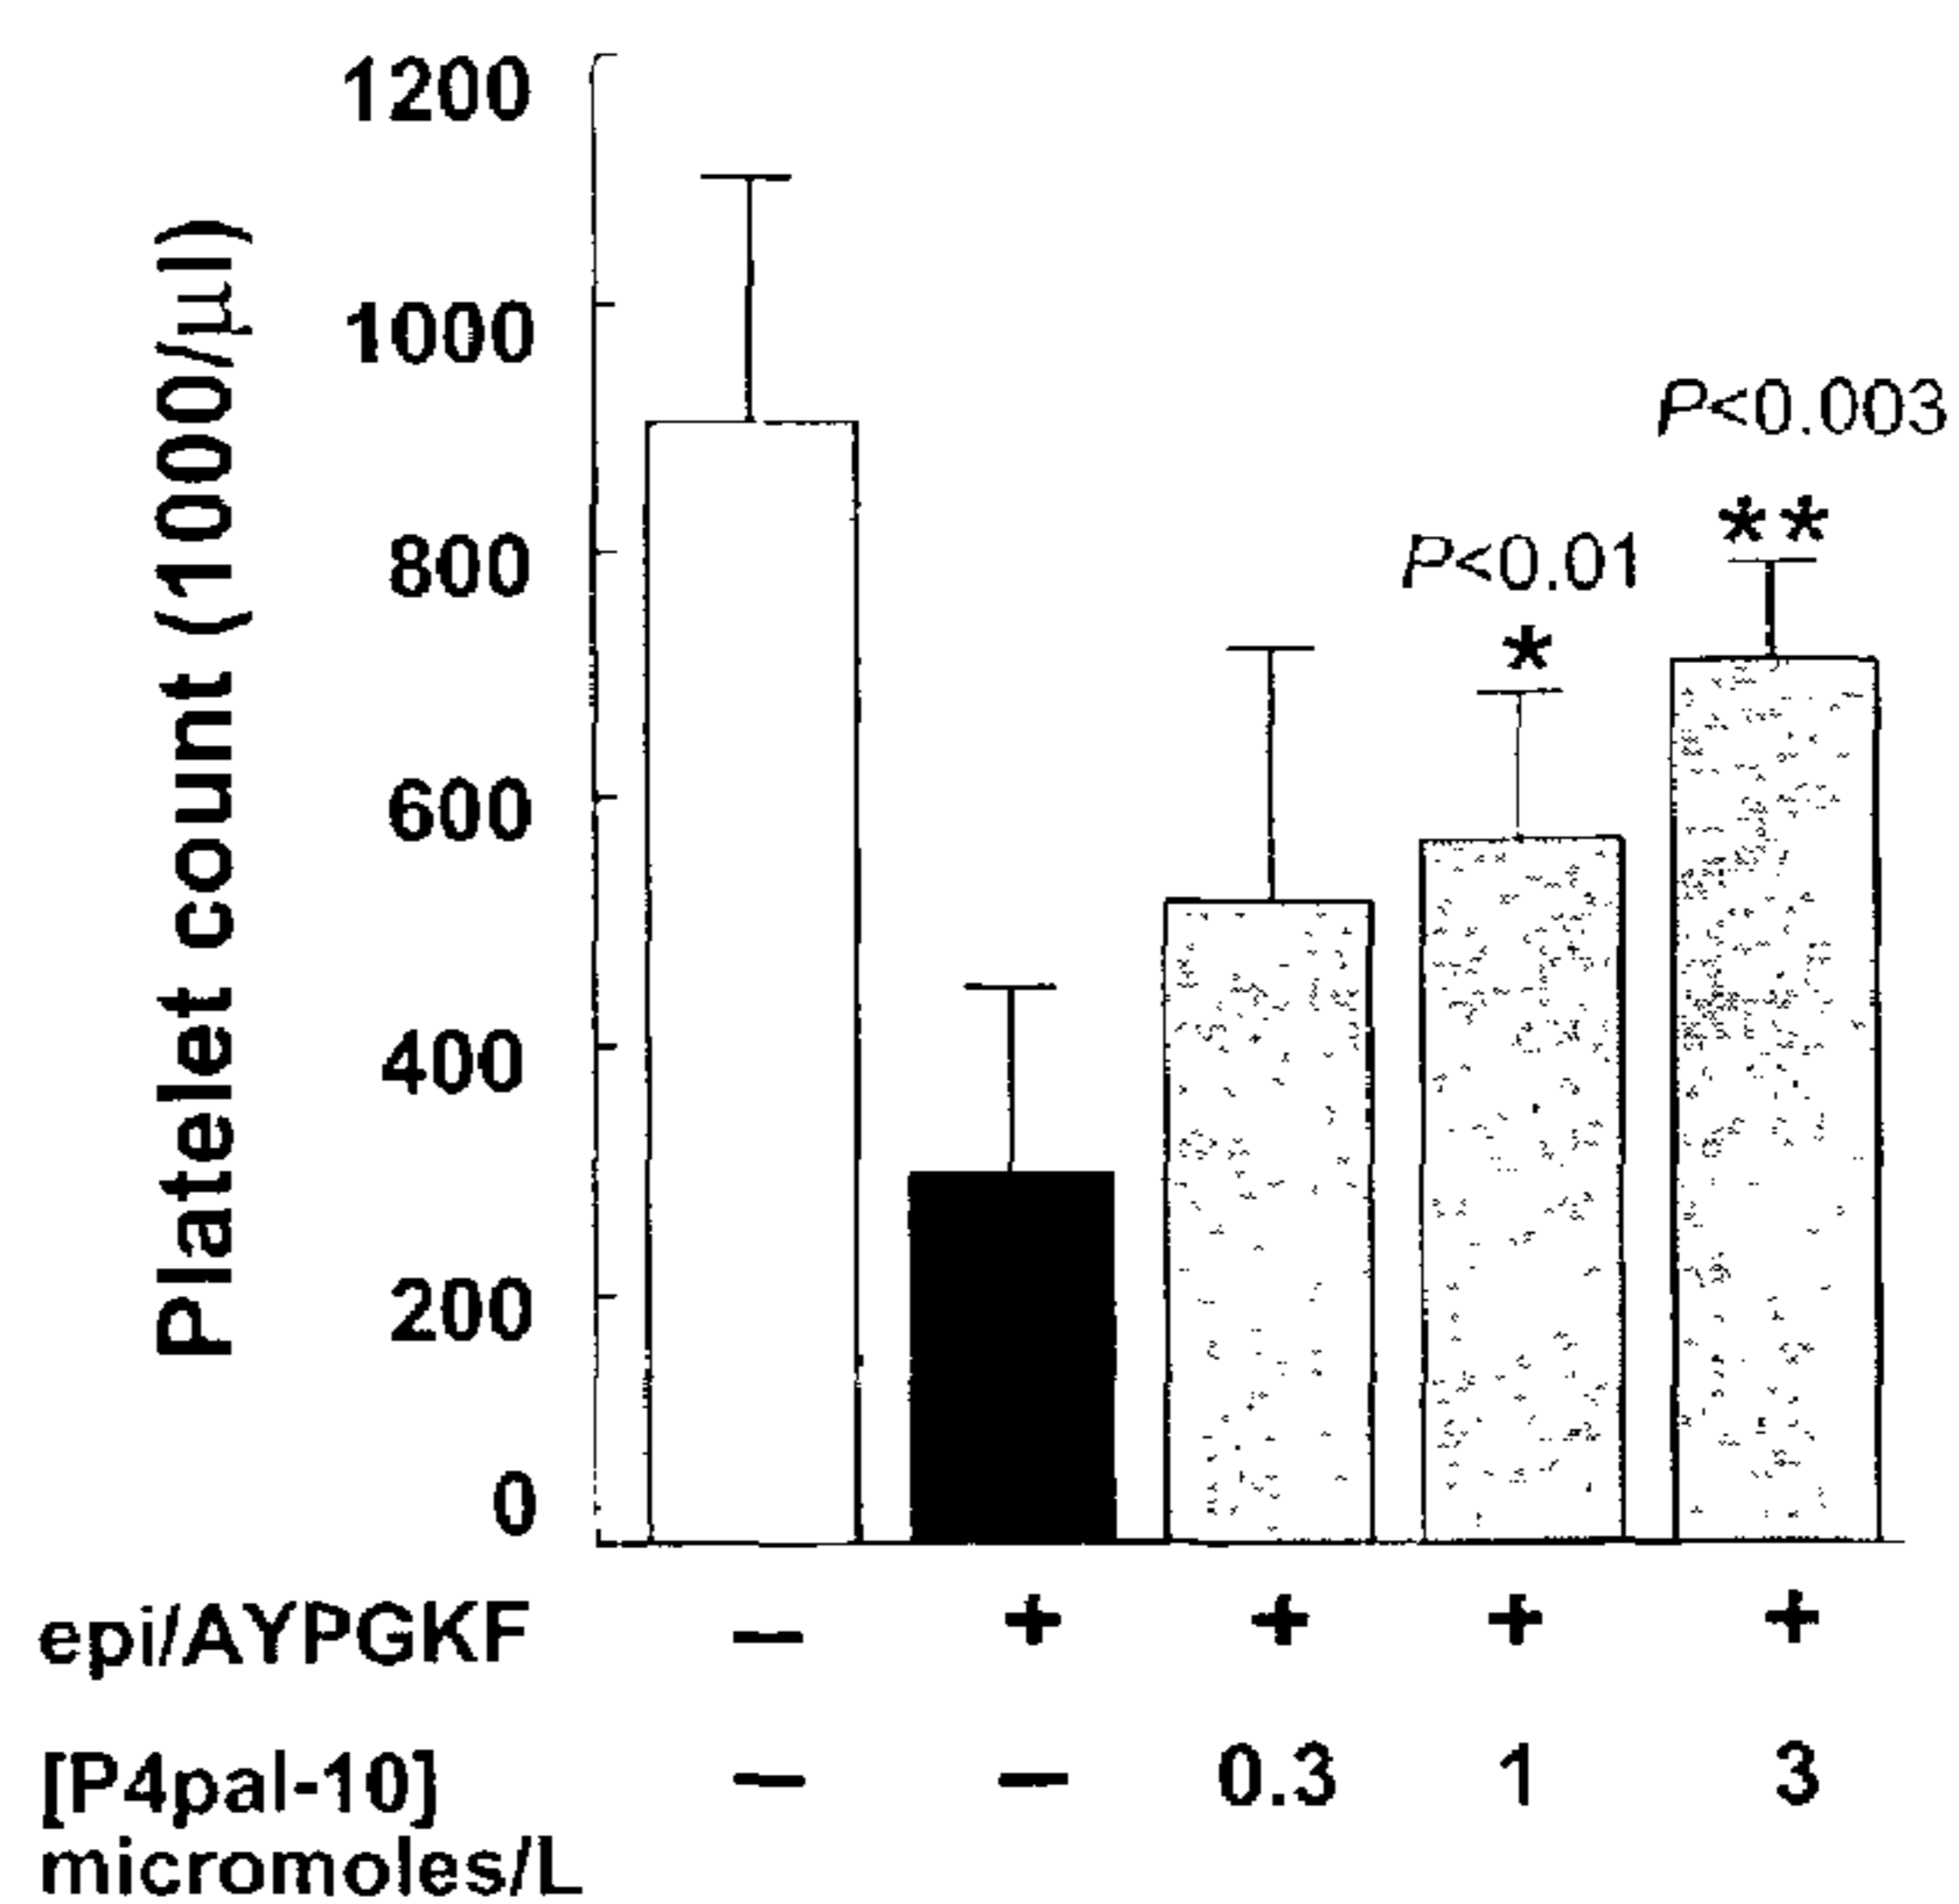 Platelet count (1000/µl)
1200
1000
800
600
400
200
0
P<0.003
**
P<0.01
*
epi/AYPGKF – + + + +
[P4pal-10] – – 0.3 1 3
micromoles/L